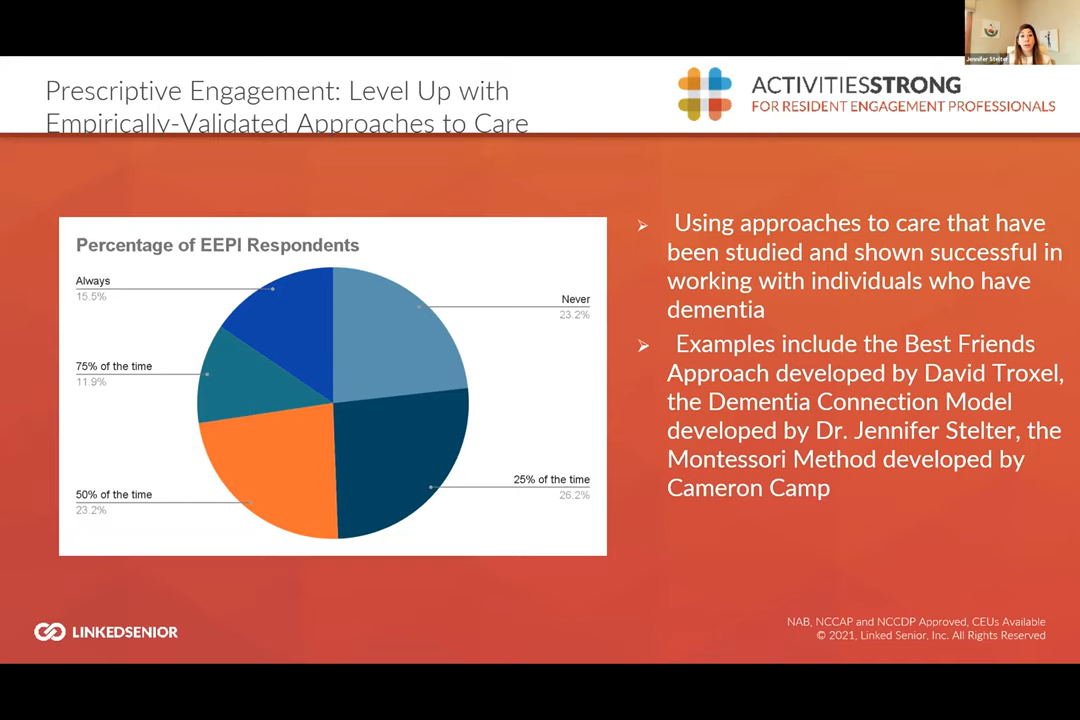 Jennifer Stelter
Prescriptive Engagement: Level Up with
Empirically-Validated Approaches to Care
ACTIVITIESSTRONG
FOR RESIDENT ENGAGEMENT PROFESSIONALS
Percentage of EEPI Respondents
Always
15.5%
Never
23.2%
75% of the time
11.9%
25% of the time
26.2%
50% of the time
23.2%
Using approaches to care that have
been studied and shown successful in
working with individuals who have
dementia
Examples include the Best Friends
Approach developed by David Troxel,
the Dementia Connection Model
developed by Dr. Jennifer Stelter, the
Montessori Method developed by
Cameron Camp
LINKEDSENIOR
NAB, NCCAP and NCCDP Approved, CEUs Available
© 2021, Linked Senior, Inc. All Rights Reserved